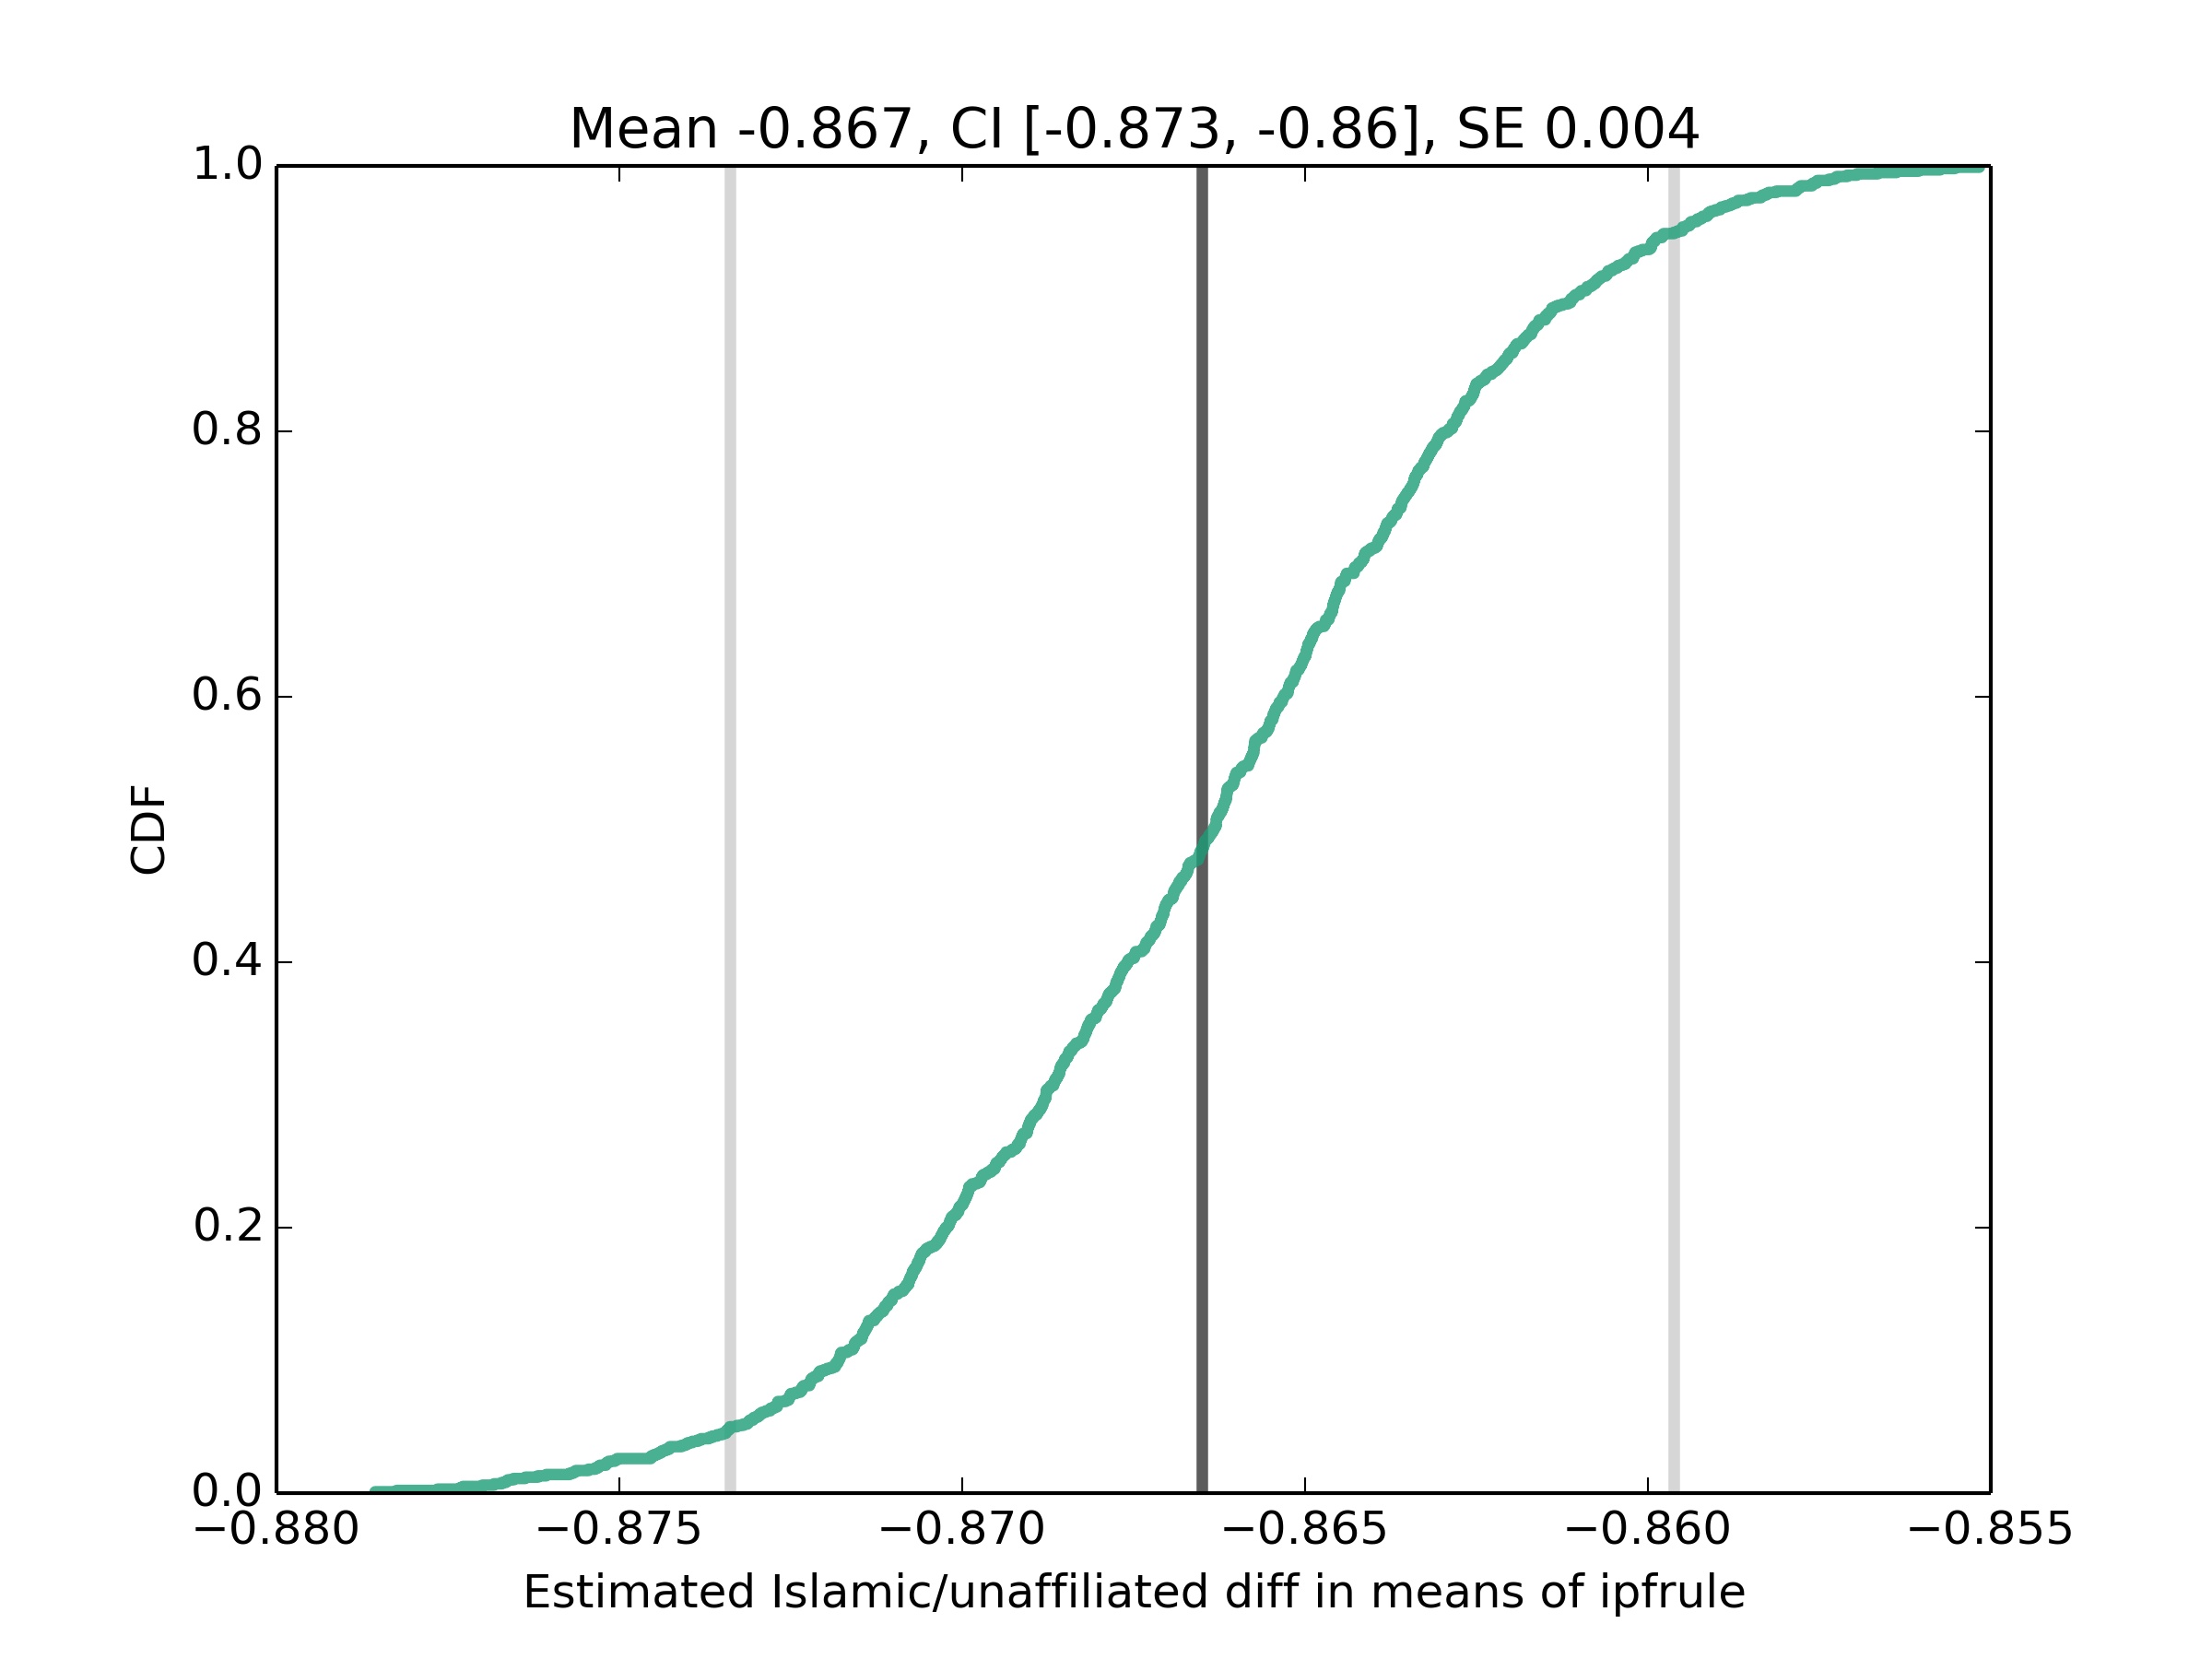 Mean -0.867, CI [-0.873, -0.86], SE 0.004
1.0
0.8
0.6
0.4
0.2
0.0
CDF
−0.880 −0.875 −0.870 −0.865 −0.860 −0.855
Estimated Islamic/unaffiliated diff in means of ipfrule